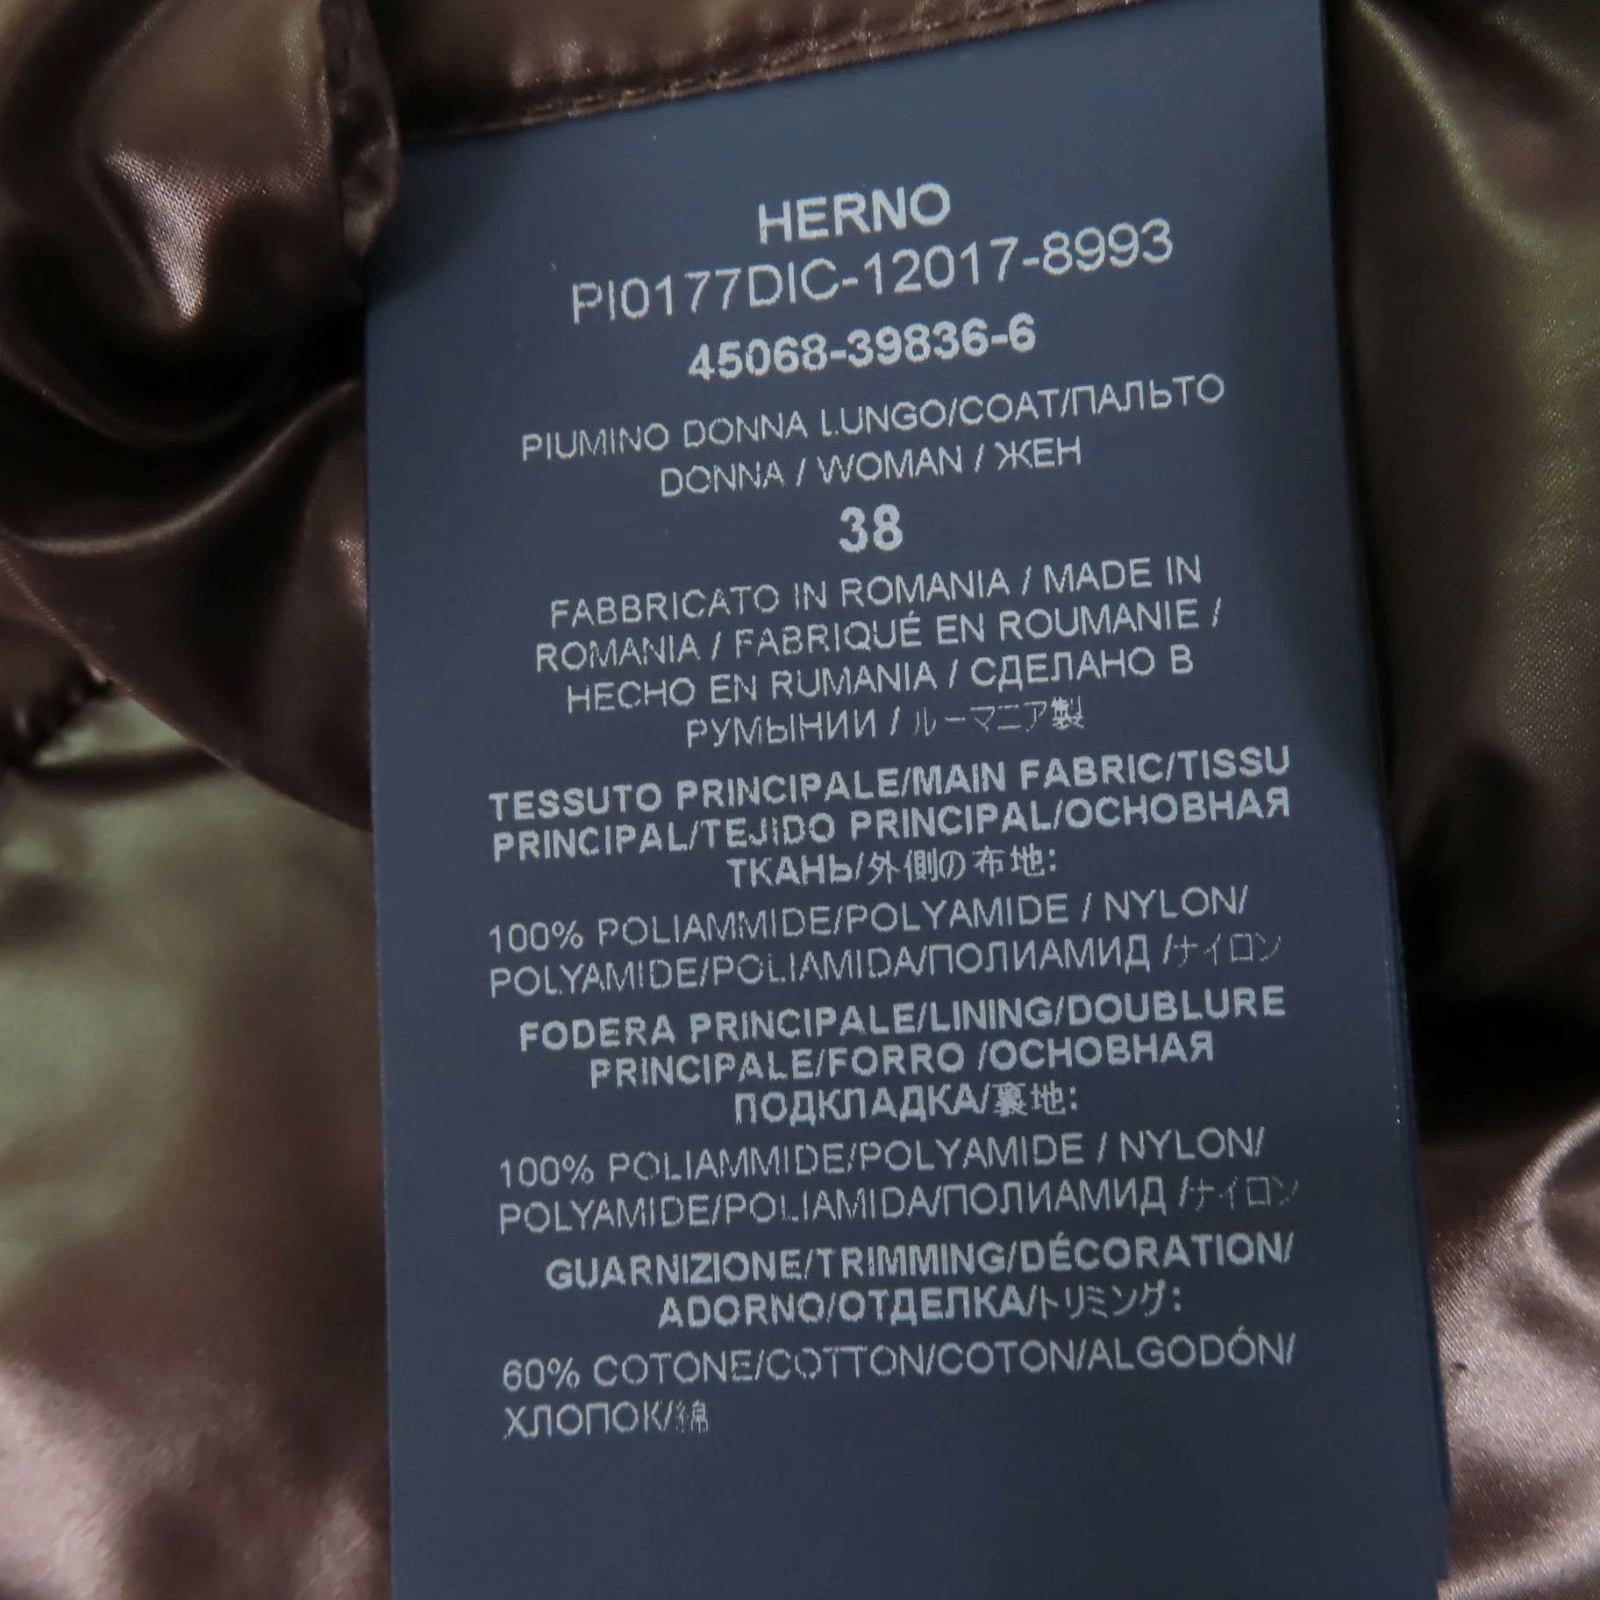 HERNO
PI0177DIC-12017-8993
45068-39836-6
PIUMINO DONNA LUNGO/COAT/ПАЛЬТО
DONNA / WOMAN / ЖЕН
38
FABBRICATO IN ROMANIA / MADE IN
ROMANIA / FABRIQUÉ EN ROUMANIE /
HECHO EN RUMANIA / СДЕЛАНО В
РУМЫНИИ / ルーマニア製
TESSUTO PRINCIPALE/MAIN FABRIC/TISSU
PRINCIPAL/TEJIDO PRINCIPAL/ОСНОВНАЯ
ТКАНЬ/外側の布地:
100% POLIAMMIDE/POLYAMIDE / NYLON/
POLYAMIDE/POLIAMIDA/ПОЛИАМИД /ナイロン
FODERA PRINCIPALE/LINING/DOUBLURE
PRINCIPALE/FORRO /ОСНОВНАЯ
ПОДКЛАДКА/裏地:
100% POLIAMMIDE/POLYAMIDE / NYLON/
POLYAMIDE/POLIAMIDA/ПОЛИАМИД /ナイロン
GUARNIZIONE/TRIMMING/DÉCORATION/
ADORNO/ОТДЕЛКА/トリミング:
60% COTONE/COTTON/COTON/ALGODÓN/
ХЛОПОК/綿